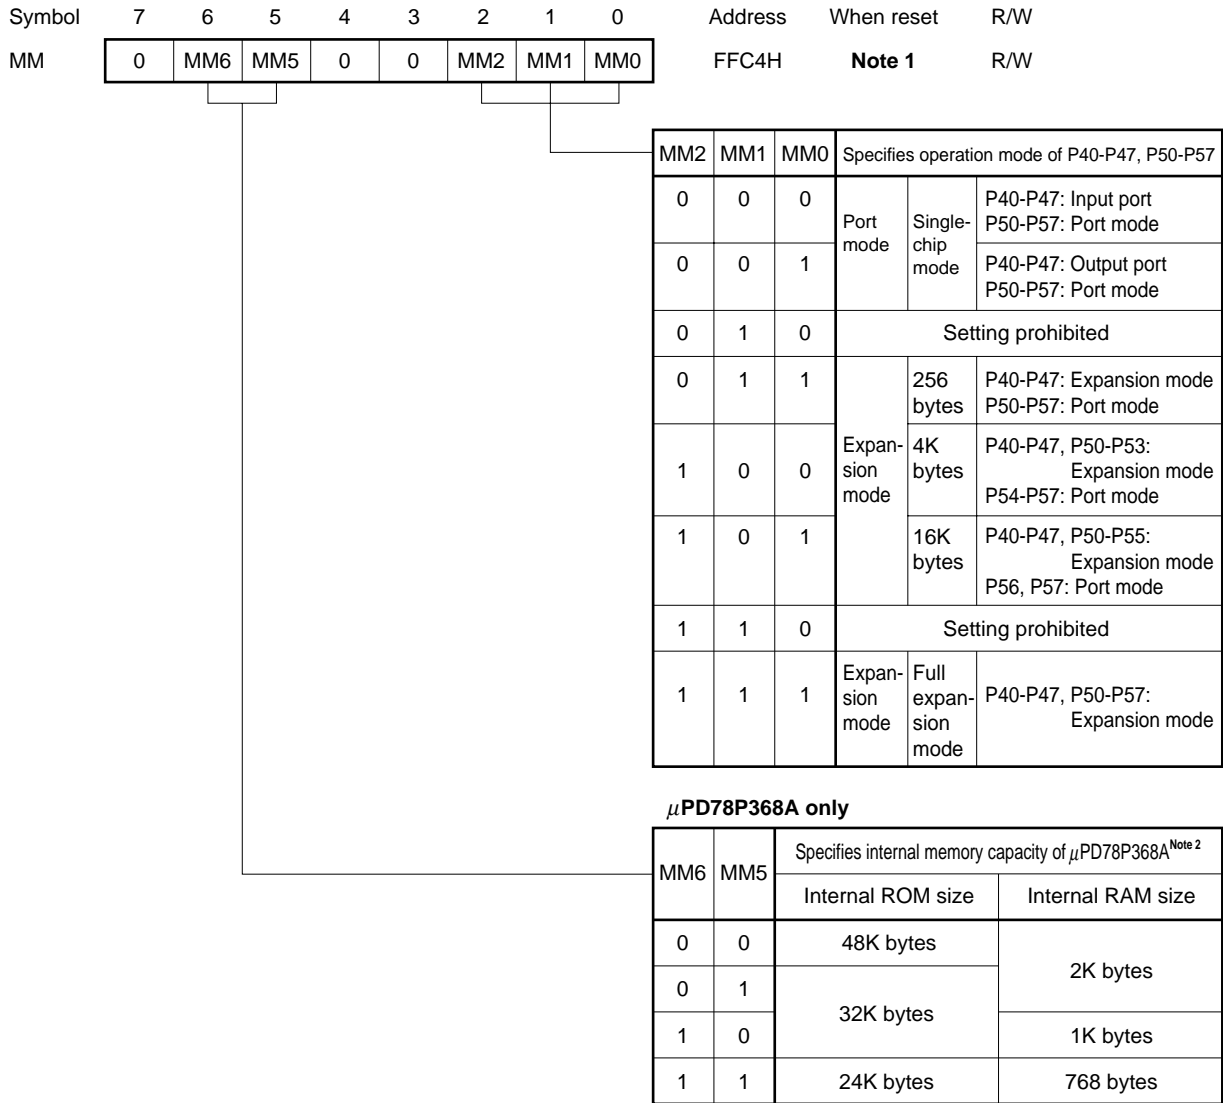 Symbol 7 6 5 4 3 2 1 0 Address When reset R/W
MM 0 MM6 MM5 0 0 MM2 MM1 MM0 FFC4H Note 1 R/W
MM2 MM1 MM0 Specifies operation mode of P40-P47, P50-P57
0 0 0 Port mode Single-chip mode P40-P47: Input port
P50-P57: Port mode
0 0 1 P40-P47: Output port
P50-P57: Port mode
0 1 0 Setting prohibited
0 1 1 Expan-sion mode 256 bytes P40-P47: Expansion mode
P50-P57: Port mode
1 0 0 4K bytes P40-P47, P50-P53:
Expansion mode
P54-P57: Port mode
1 0 1 16K bytes P40-P47, P50-P55:
Expansion mode
P56, P57: Port mode
1 1 0 Setting prohibited
1 1 1 Expan-sion mode Full expan-sion mode P40-P47, P50-P57:
Expansion mode
μPD78P368A only
MM6 MM5 Specifies internal memory capacity of μPD78P368A Note 2
Internal ROM size Internal RAM size
0 0 48K bytes 2K bytes
0 1 32K bytes
1 0 1K bytes
1 1 24K bytes 768 bytes